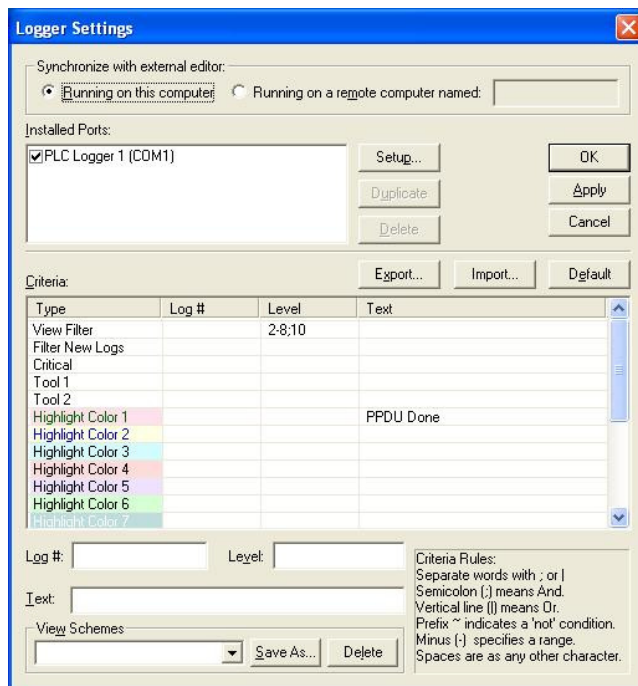 Logger Settings
Synchronize with external editor:
Running on this computer
Running on a remote computer named:
Installed Ports:
PLC Logger 1 (COM1)
Setup...
OK
Duplicate
Apply
Delete
Cancel
Export...
Import...
Default
Criteria:
Type Log # Level Text
View Filter 2-8;10
Filter New Logs
Critical
Tool 1
Tool 2
Highlight Color 1 PPDU Done
Highlight Color 2
Highlight Color 3
Highlight Color 4
Highlight Color 5
Highlight Color 6
Highlight Color 7
Log #:
Level:
Text:
View Schemes
Save As...
Delete
Criteria Rules:
Separate words with ; or |
Semicolon (;) means And.
Vertical line (|) means Or.
Prefix ~ indicates a 'not' condition.
Minus (-) specifies a range.
Spaces are as any other character.